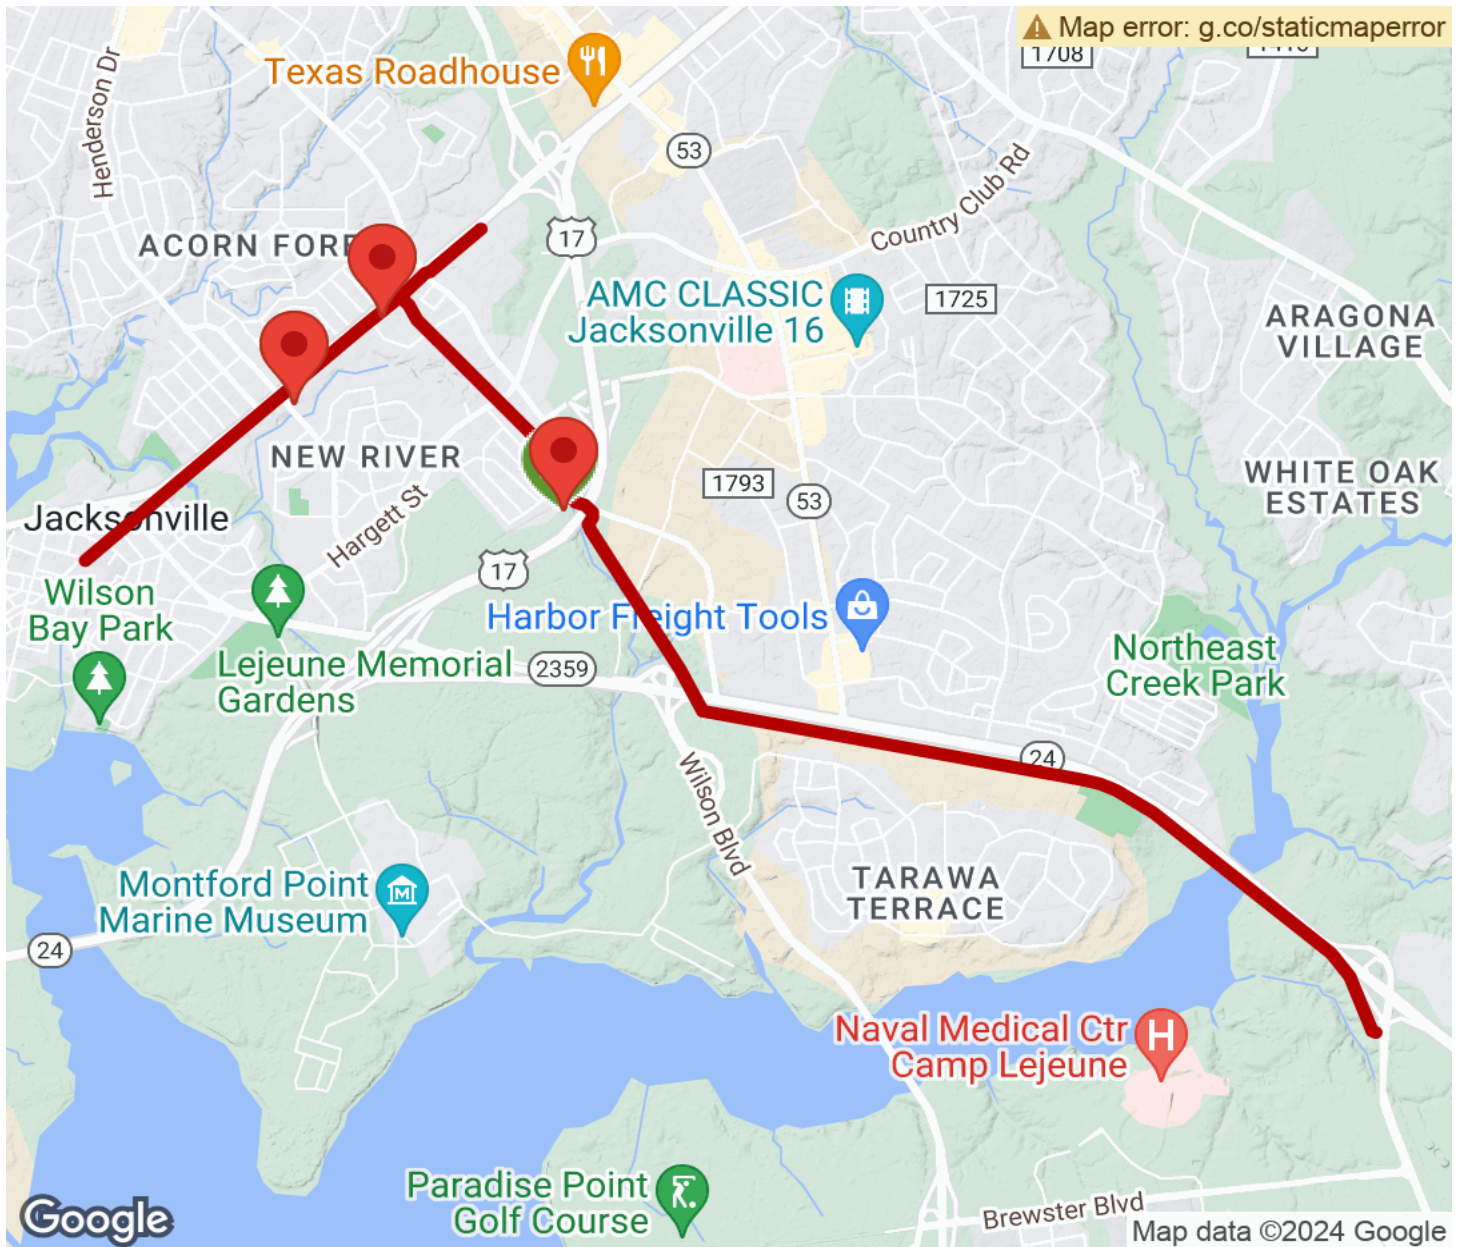 Map error: g.co/staticmaperror
1708
Henderson Dr
Texas Roadhouse
53
Country Club Rd
17
ACORN FORE
AMC CLASSIC
Jacksonville 16
1725
ARAGONA
VILLAGE
NEW RIVER
1793
53
WHITE OAK
ESTATES
Hargett St
Jacksonville
17
Wilson
Bay Park
Harbor Freight Tools
Lejeune Memorial
Gardens
2359
Northeast
Creek Park
24
Wilson Blvd
Montford Point
Marine Museum
TARAWA
TERRACE
24
Naval Medical Ctr
Camp Lejeune
H
M
Paradise Point
Golf Course
Brewster Blvd
Google
Map data ©2024 Google